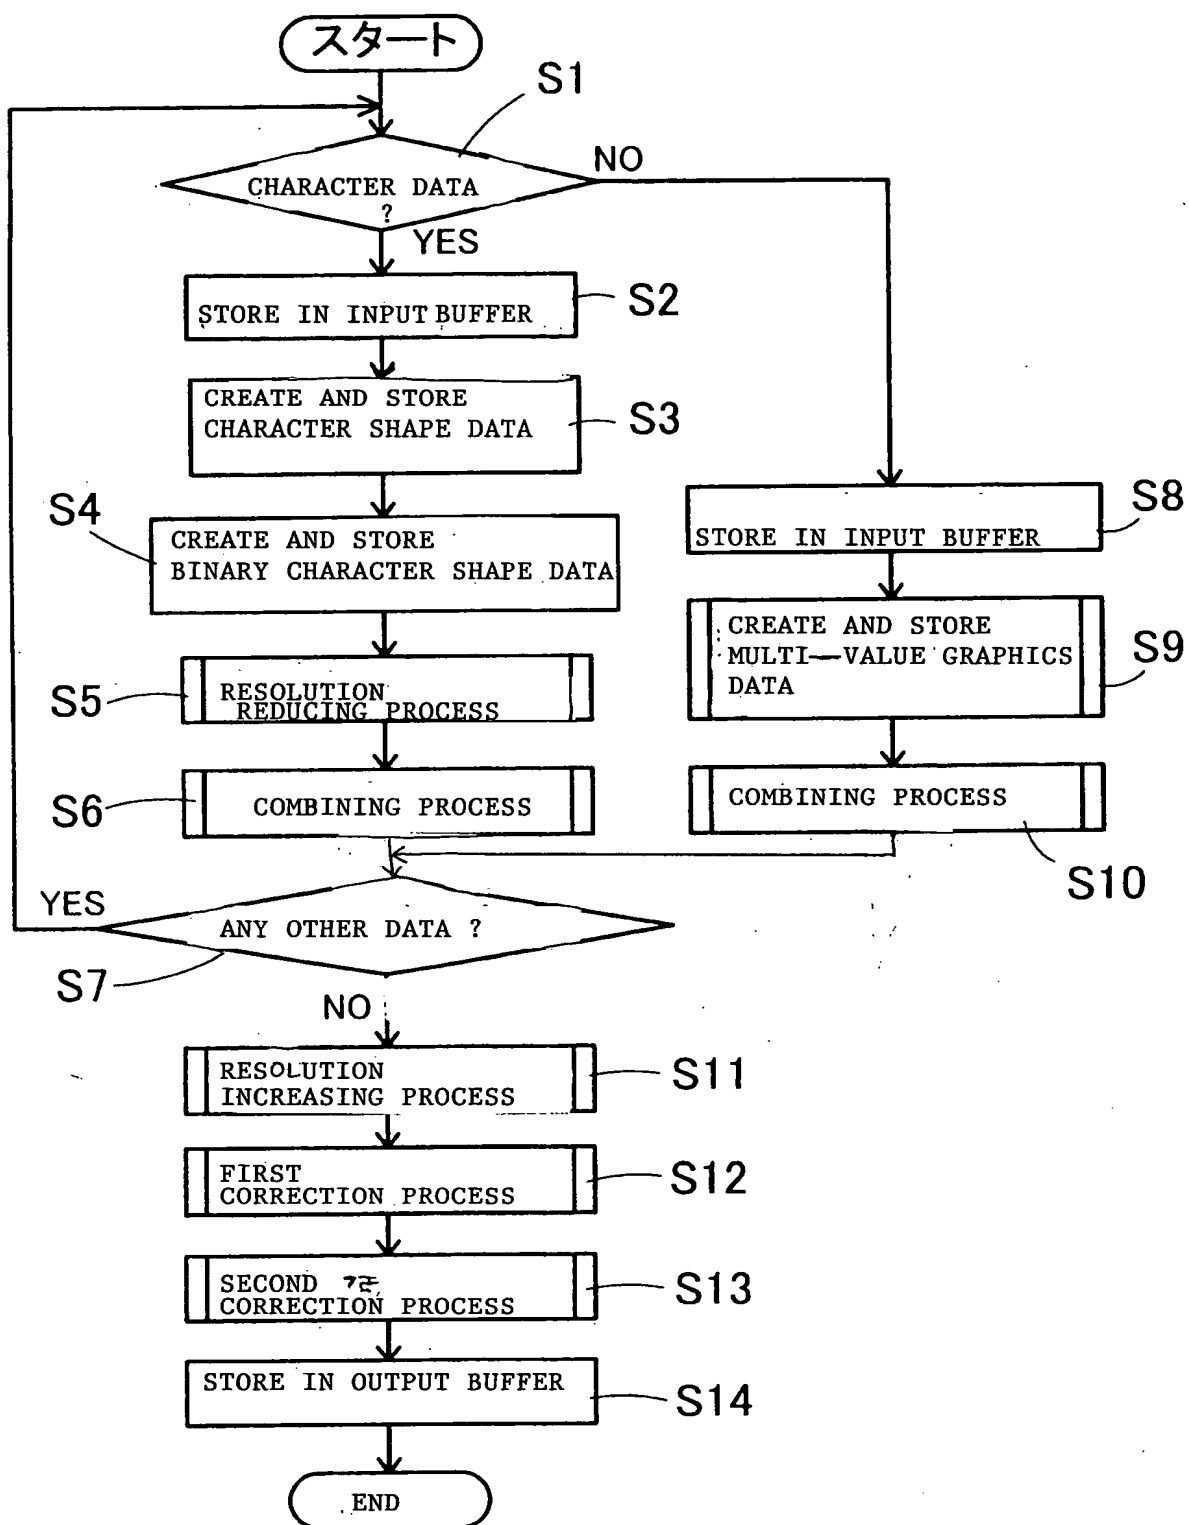 スタート
S1
CHARACTER DATA
?
NO
YES
STORE IN INPUT BUFFER
S2
CREATE AND STORE
CHARACTER SHAPE DATA
S3
S4
CREATE AND STORE
BINARY CHARACTER SHAPE DATA
S5
RESOLUTION
REDUCING PROCESS
S6
COMBINING PROCESS
STORE IN INPUT BUFFER
S8
CREATE AND STORE
MULTI-VALUE GRAPHICS
DATA
S9
COMBINING PROCESS
S10
YES
ANY OTHER DATA ?
S7
NO
RESOLUTION
INCREASING PROCESS
S11
FIRST
CORRECTION PROCESS
S12
SECOND
CORRECTION PROCESS
S13
STORE IN OUTPUT BUFFER
S14
END